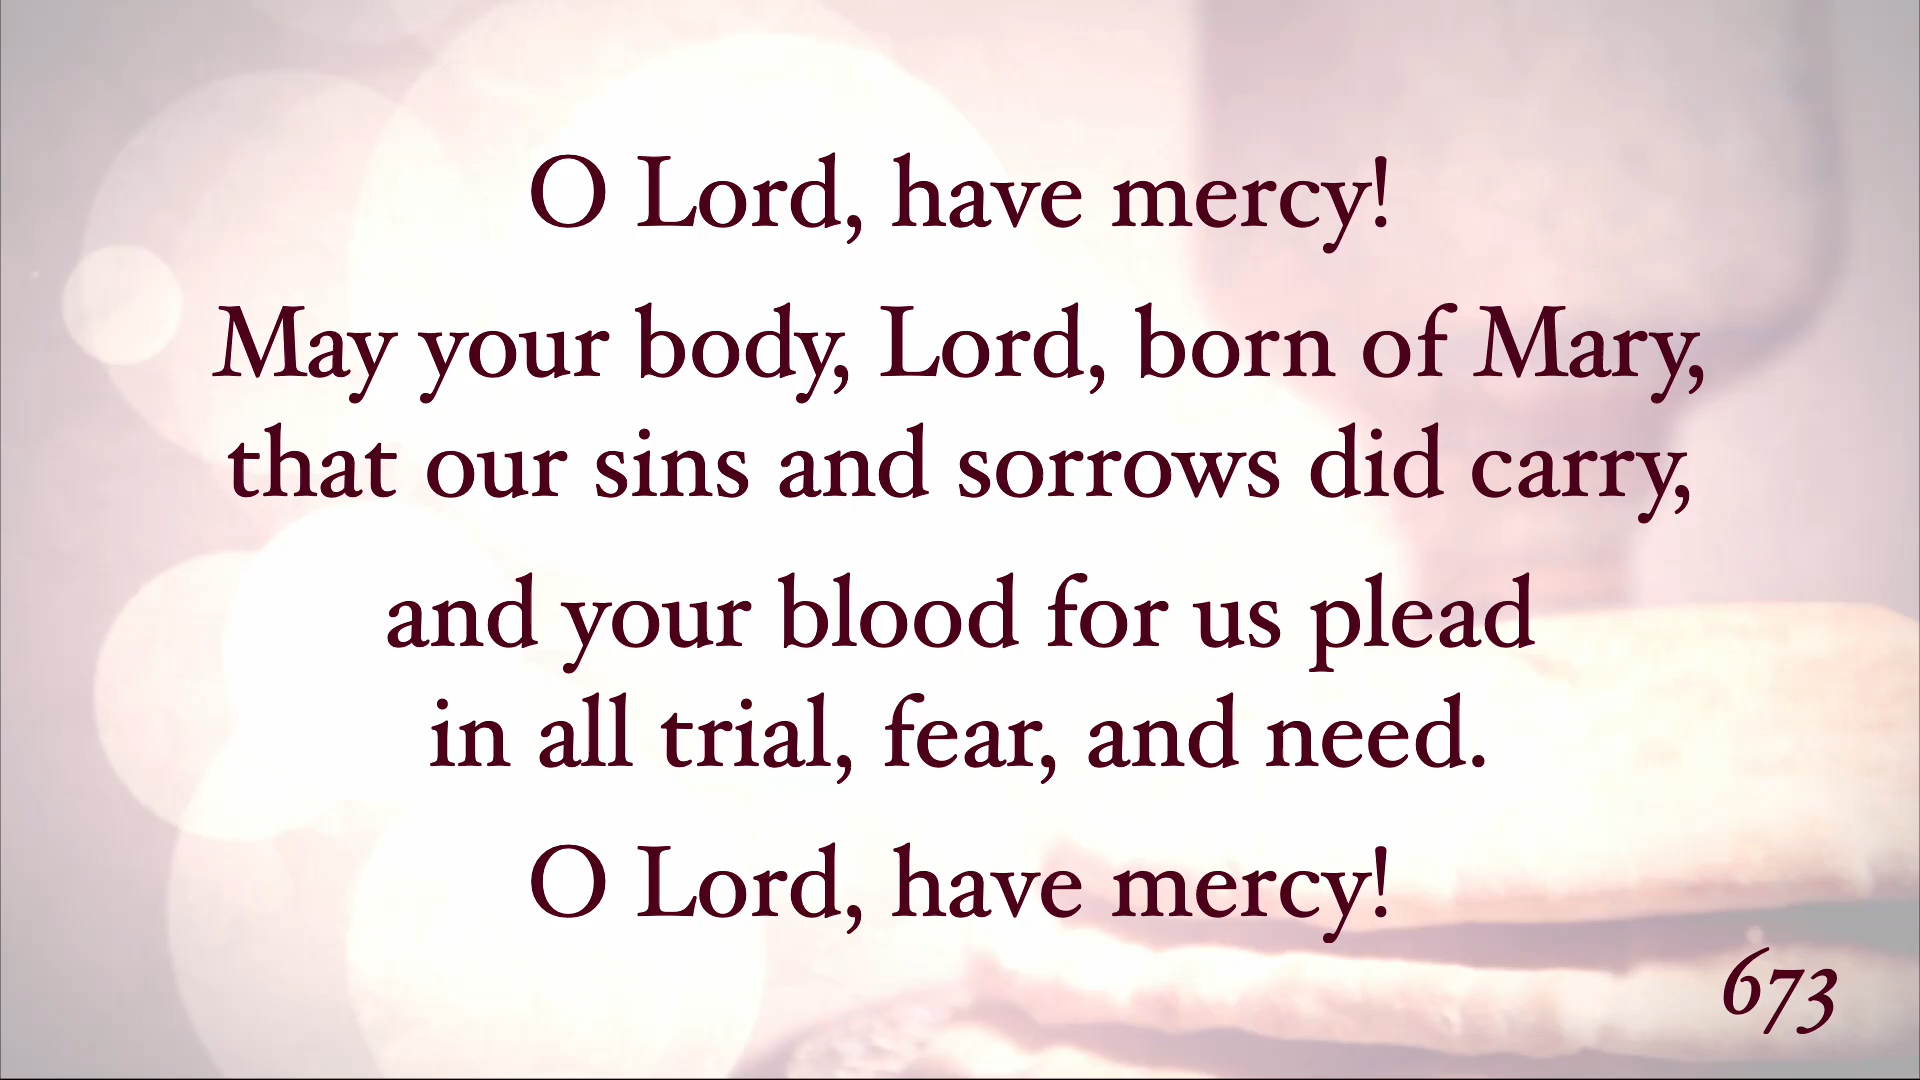 O Lord, have mercy!
May your body, Lord, born of Mary,
that our sins and sorrows did carry,
and your blood for us plead
in all trial, fear, and need.
O Lord, have mercy!
673